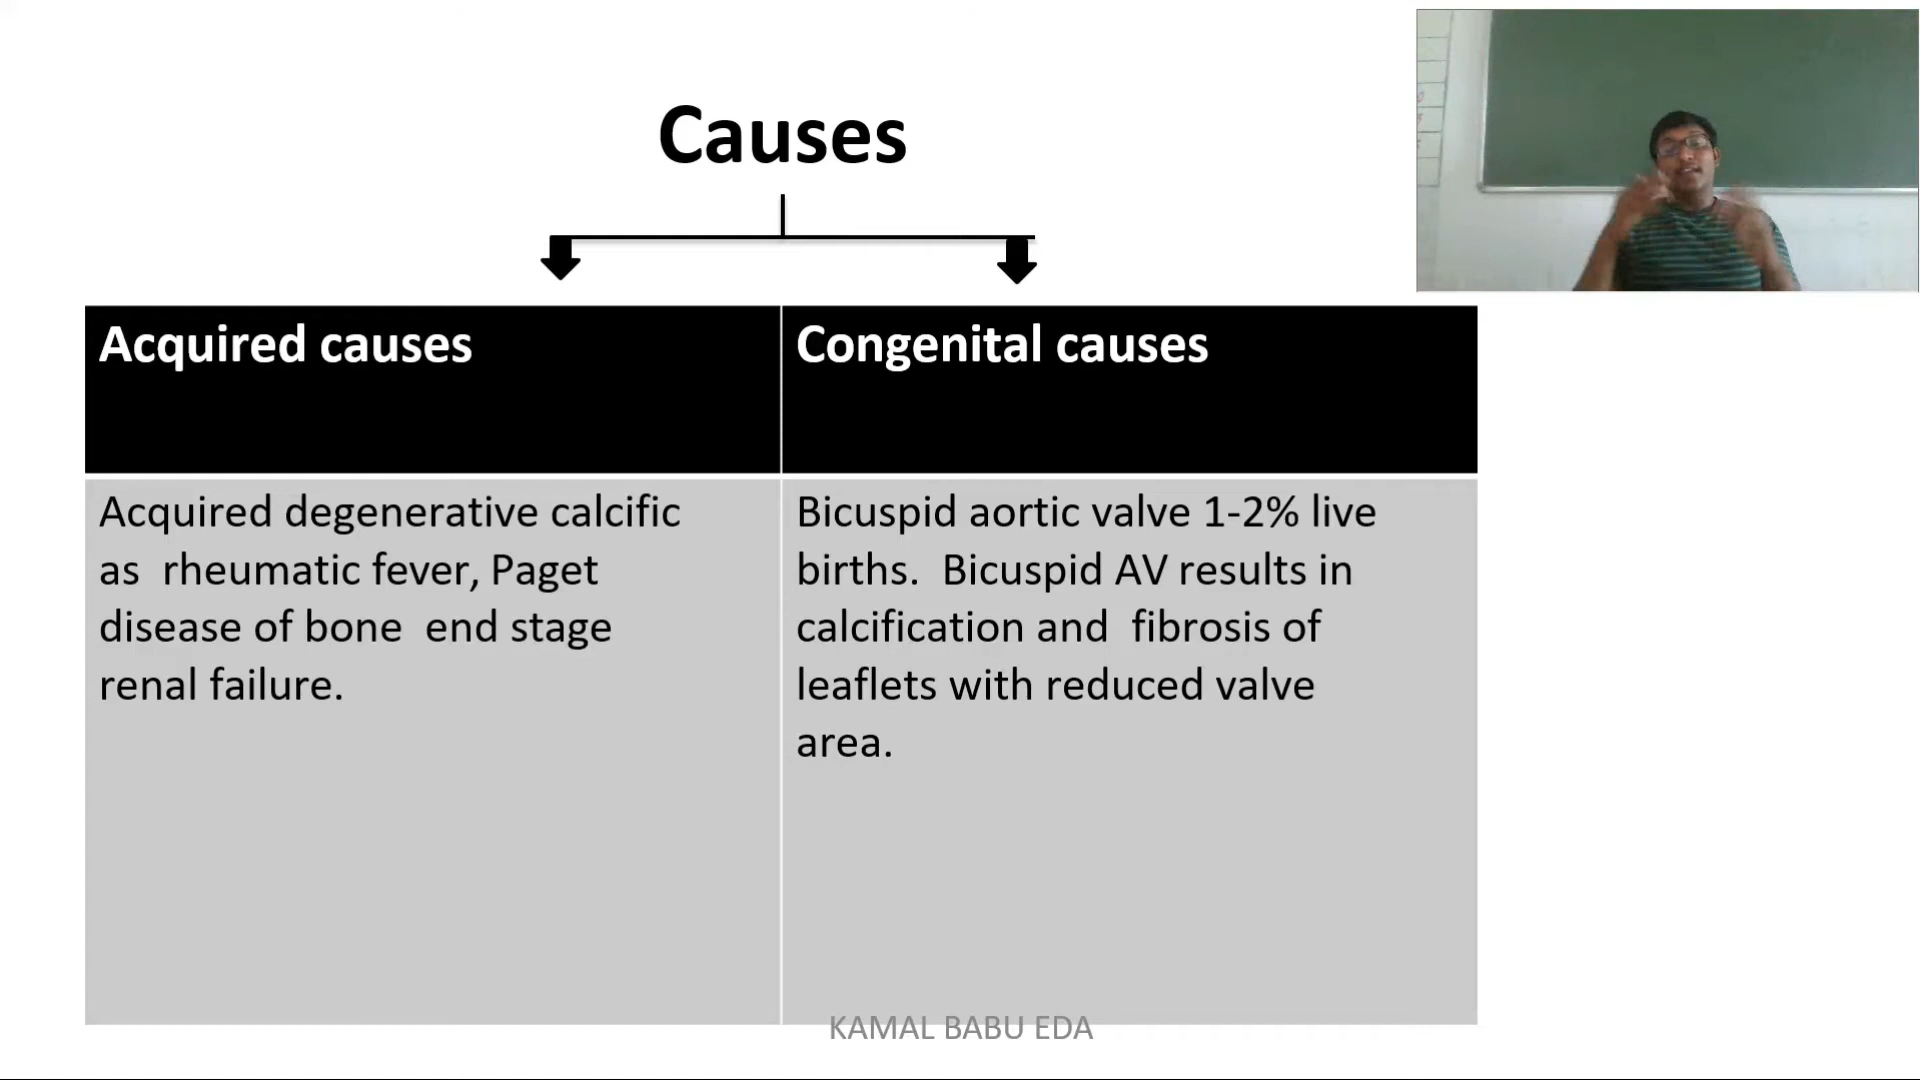 Causes
Acquired causes
Congenital causes
Acquired degenerative calcific
as rheumatic fever, Paget
disease of bone end stage
renal failure.
Bicuspid aortic valve 1-2% live
births. Bicuspid AV results in
calcification and fibrosis of
leaflets with reduced valve
area.
KAMAL BABU EDA